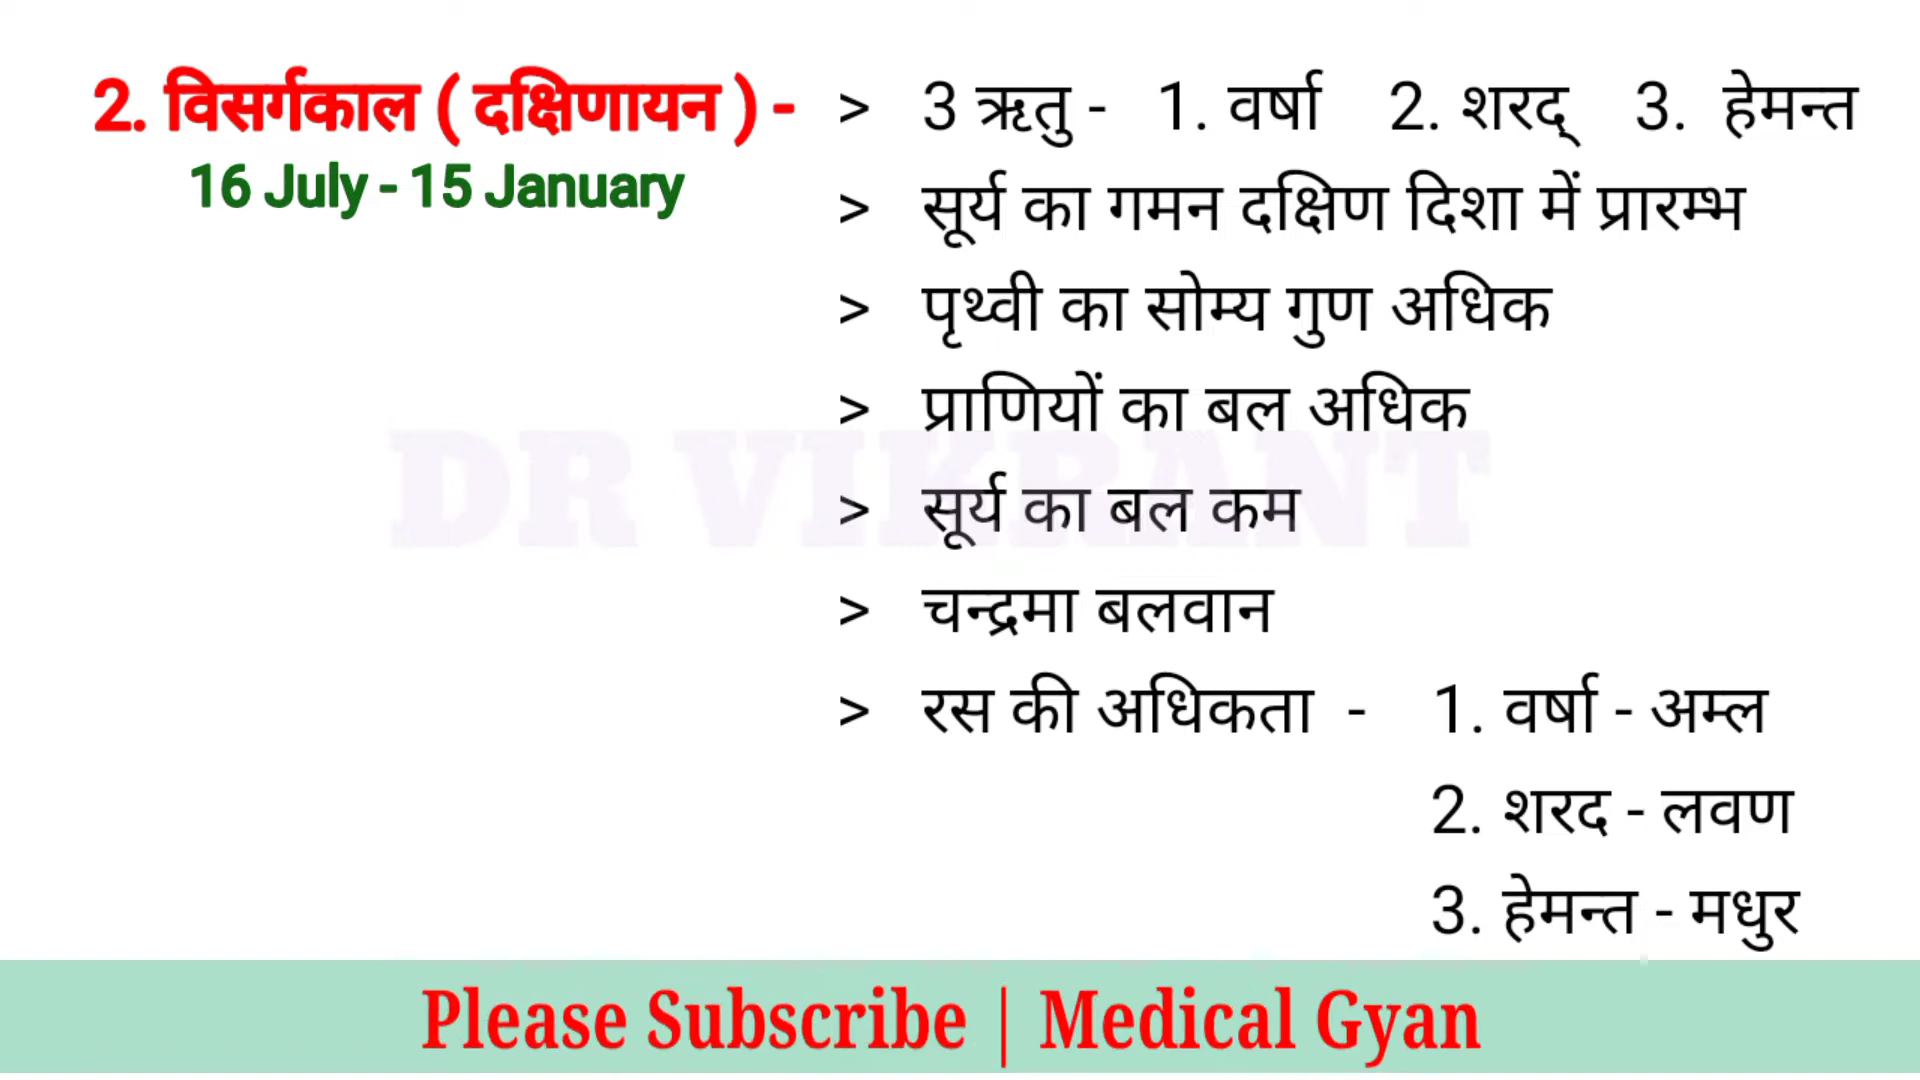 2. विसर्गकाल ( दक्षिणायन ) - > 3 ऋतु - 1. वर्षा 2. शरद् 3. हेमन्त
16 July - 15 January
> सूर्य का गमन दक्षिण दिशा में प्रारम्भ
> पृथ्वी का सोम्य गुण अधिक
> प्राणियों का बल अधिक
DR VIKRANT
> सूर्य का बल कम
> चन्द्रमा बलवान
> रस की अधिकता - 1. वर्षा - अम्ल
2. शरद - लवण
3. हेमन्त - मधुर
Please Subscribe | Medical Gyan